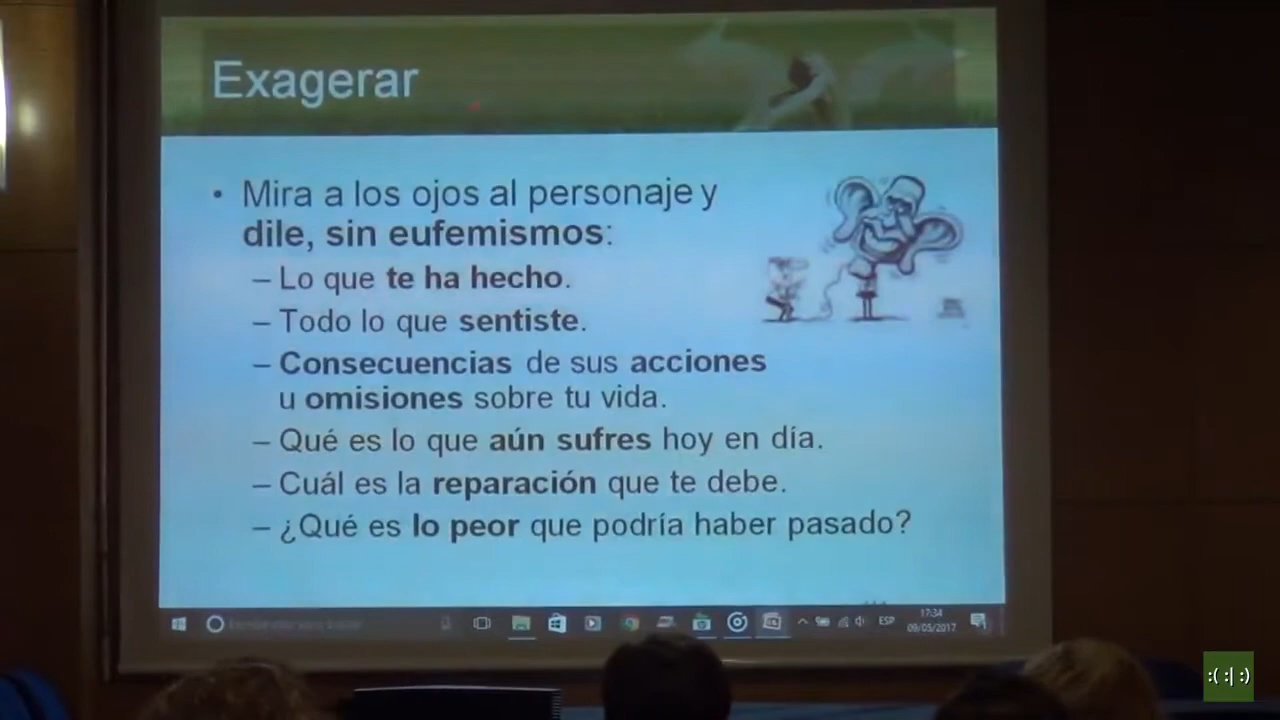 Exagerar
• Mira a los ojos al personaje y
dile, sin eufemismos:
– Lo que te ha hecho.
– Todo lo que sentiste.
– Consecuencias de sus acciones
u omisiones sobre tu vida.
– Qué es lo que aún sufres hoy en día.
– Cuál es la reparación que te debe.
– ¿Qué es lo peor que podría haber pasado?
ESP
17:34
09/05/2017
:( :| :)